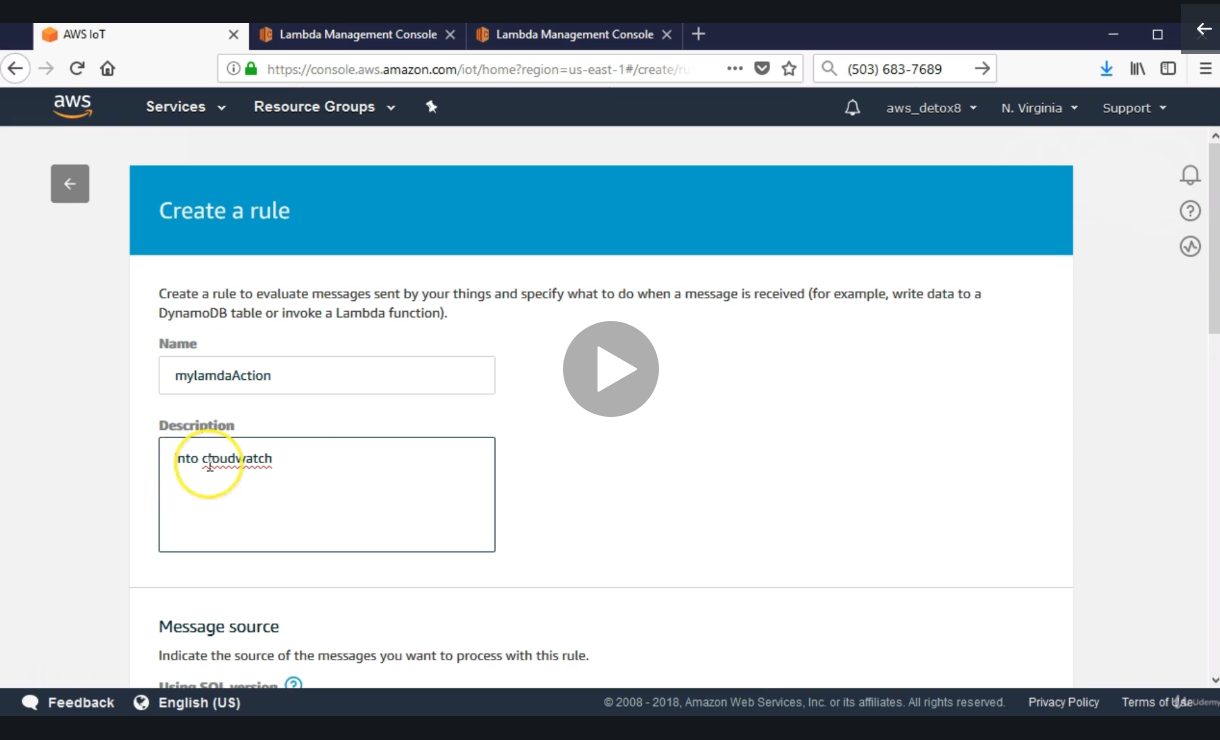 AWS IoT
Lambda Management Console
Lambda Management Console
https://console.aws.amazon.com/iot/home?region=us-east-1#/create/ru
(503) 683-7689
aws
Services
Resource Groups
aws_detox8
N. Virginia
Support
Create a rule
Create a rule to evaluate messages sent by your things and specify what to do when a message is received (for example, write data to a
DynamoDB table or invoke a Lambda function).
Name
mylamdaAction
Description
nto cloudwatch
Message source
Indicate the source of the messages you want to process with this rule.
Using SQL version
Feedback
English (US)
© 2008 - 2018, Amazon Web Services, Inc. or its affiliates. All rights reserved.
Privacy Policy
Terms of Use
Udemy